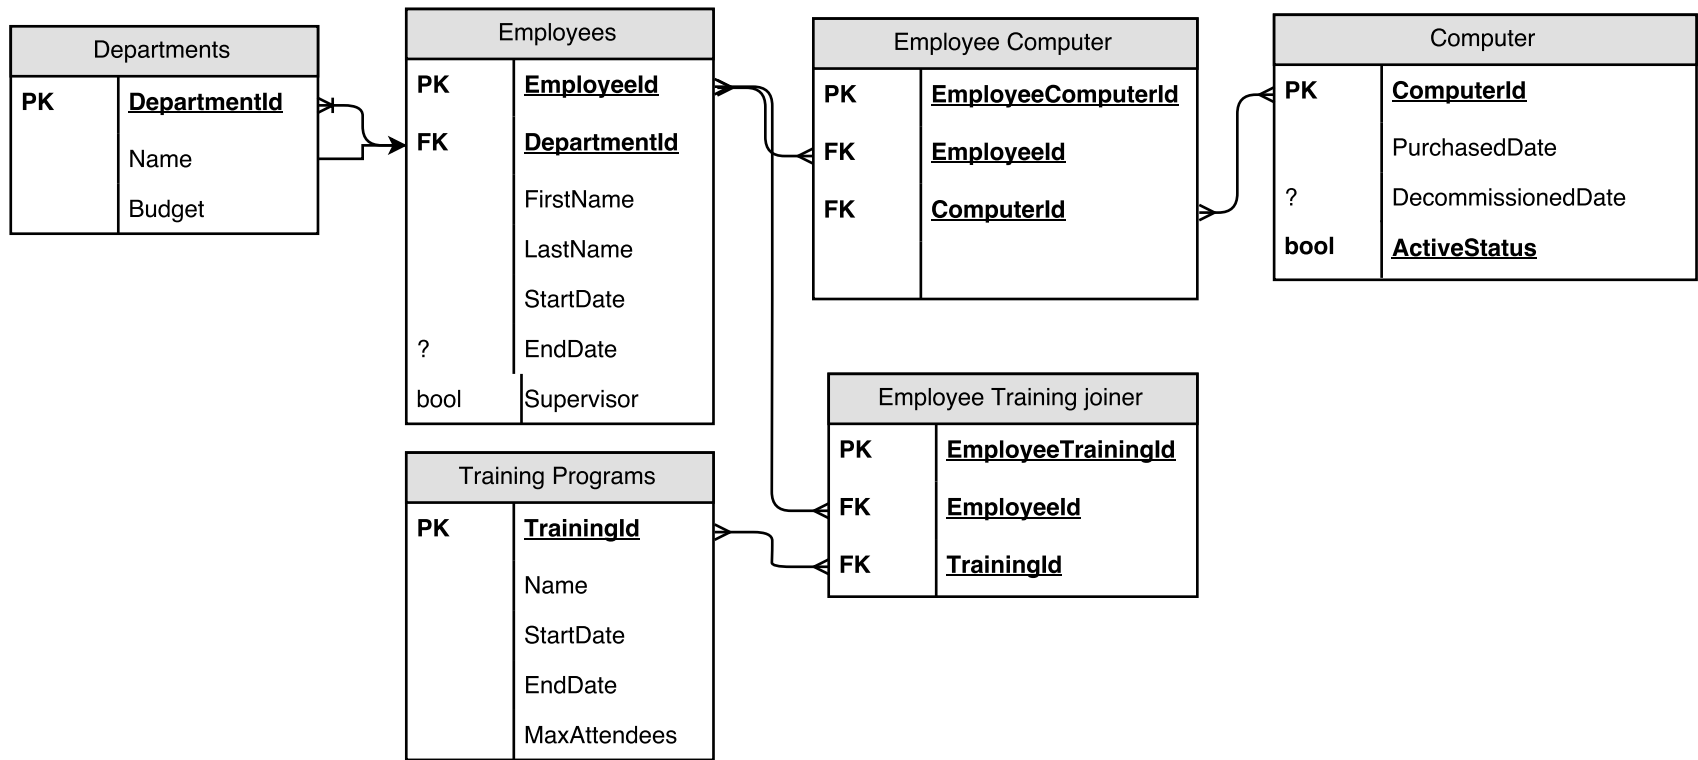 Departments
PK DepartmentId
Name
Budget
Employees
PK EmployeeId
FK DepartmentId
FirstName
LastName
StartDate
? EndDate
bool Supervisor
Employee Computer
PK EmployeeComputerId
FK EmployeeId
FK ComputerId
Computer
PK ComputerId
PurchasedDate
? DecommissionedDate
bool ActiveStatus
Training Programs
PK TrainingId
Name
StartDate
EndDate
MaxAttendees
Employee Training joiner
PK EmployeeTrainingId
FK EmployeeId
FK TrainingId